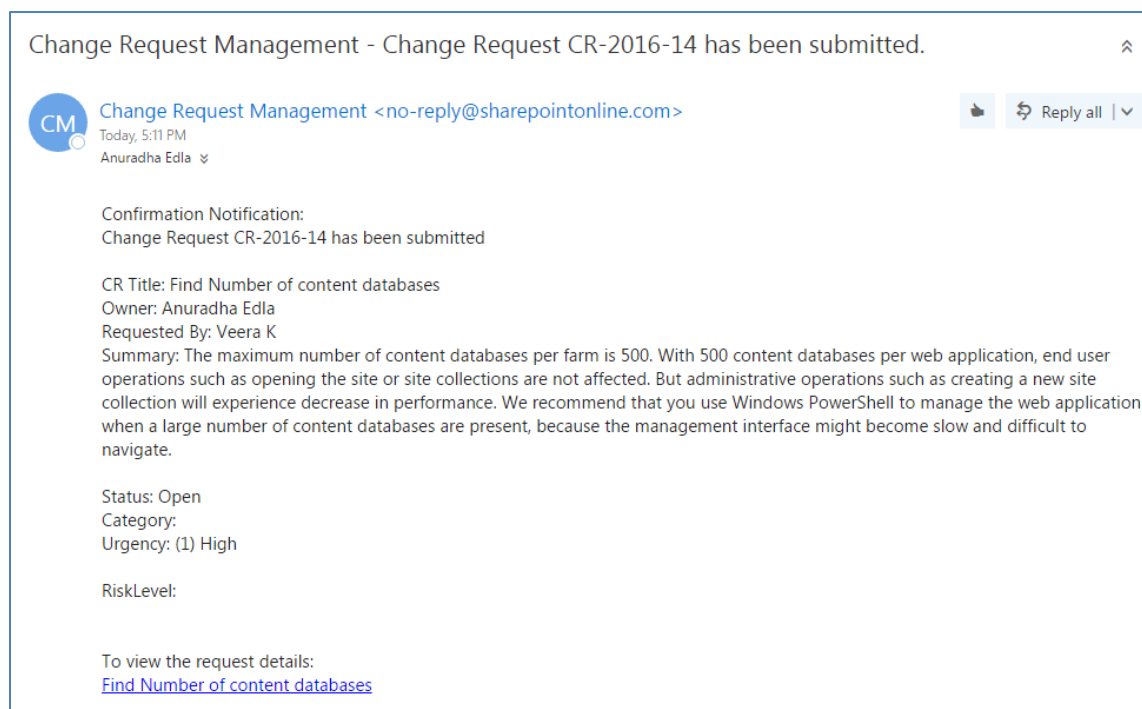 Change Request Management - Change Request CR-2016-14 has been submitted.
CM
Change Request Management <no-reply@sharepointonline.com>
Reply all
Today, 5:11 PM
Anuradha Edla
Confirmation Notification:
Change Request CR-2016-14 has been submitted
CR Title: Find Number of content databases
Owner: Anuradha Edla
Requested By: Veera K
Summary: The maximum number of content databases per farm is 500. With 500 content databases per web application, end user
operations such as opening the site or site collections are not affected. But administrative operations such as creating a new site
collection will experience decrease in performance. We recommend that you use Windows PowerShell to manage the web application
when a large number of content databases are present, because the management interface might become slow and difficult to
navigate.
Status: Open
Category:
Urgency: (1) High
RiskLevel:
To view the request details:
Find Number of content databases